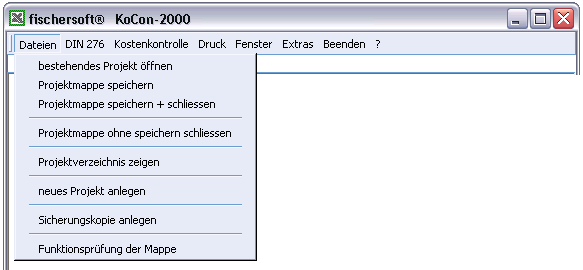 fischersoft® KoCon-2000
Dateien DIN 276 Kostenkontrolle Druck Fenster Extras Beenden ?
bestehendes Projekt öffnen
Projektmappe speichern
Projektmappe speichern + schliessen
Projektmappe ohne speichern schliessen
Projektverzeichnis zeigen
neues Projekt anlegen
Sicherungskopie anlegen
Funktionsprüfung der Mappe